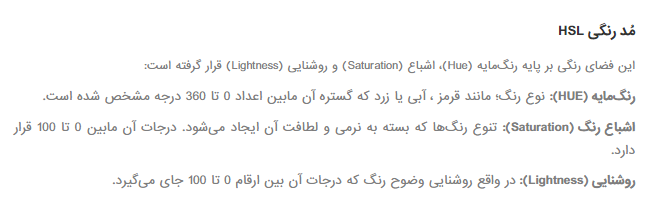 مُد رنگی HSL
این فضای رنگی بر پایه رنگ‌مایه (Hue)، اشباع (Saturation) و روشنایی (Lightness) قرار گرفته است:
رنگ‌مایه (HUE): نوع رنگ؛ مانند قرمز ، آبی یا زرد که گستره آن مابین اعداد 0 تا 360 درجه مشخص شده است.
اشباع رنگ (Saturation): تنوع رنگ‌ها که بسته به نرمی و لطافت آن ایجاد می‌شود. درجات آن مابین 0 تا 100 قرار
دارد.
روشنایی (Lightness): در واقع روشنایی وضوح رنگ که درجات آن بین ارقام 0 تا 100 جای می‌گیرد.